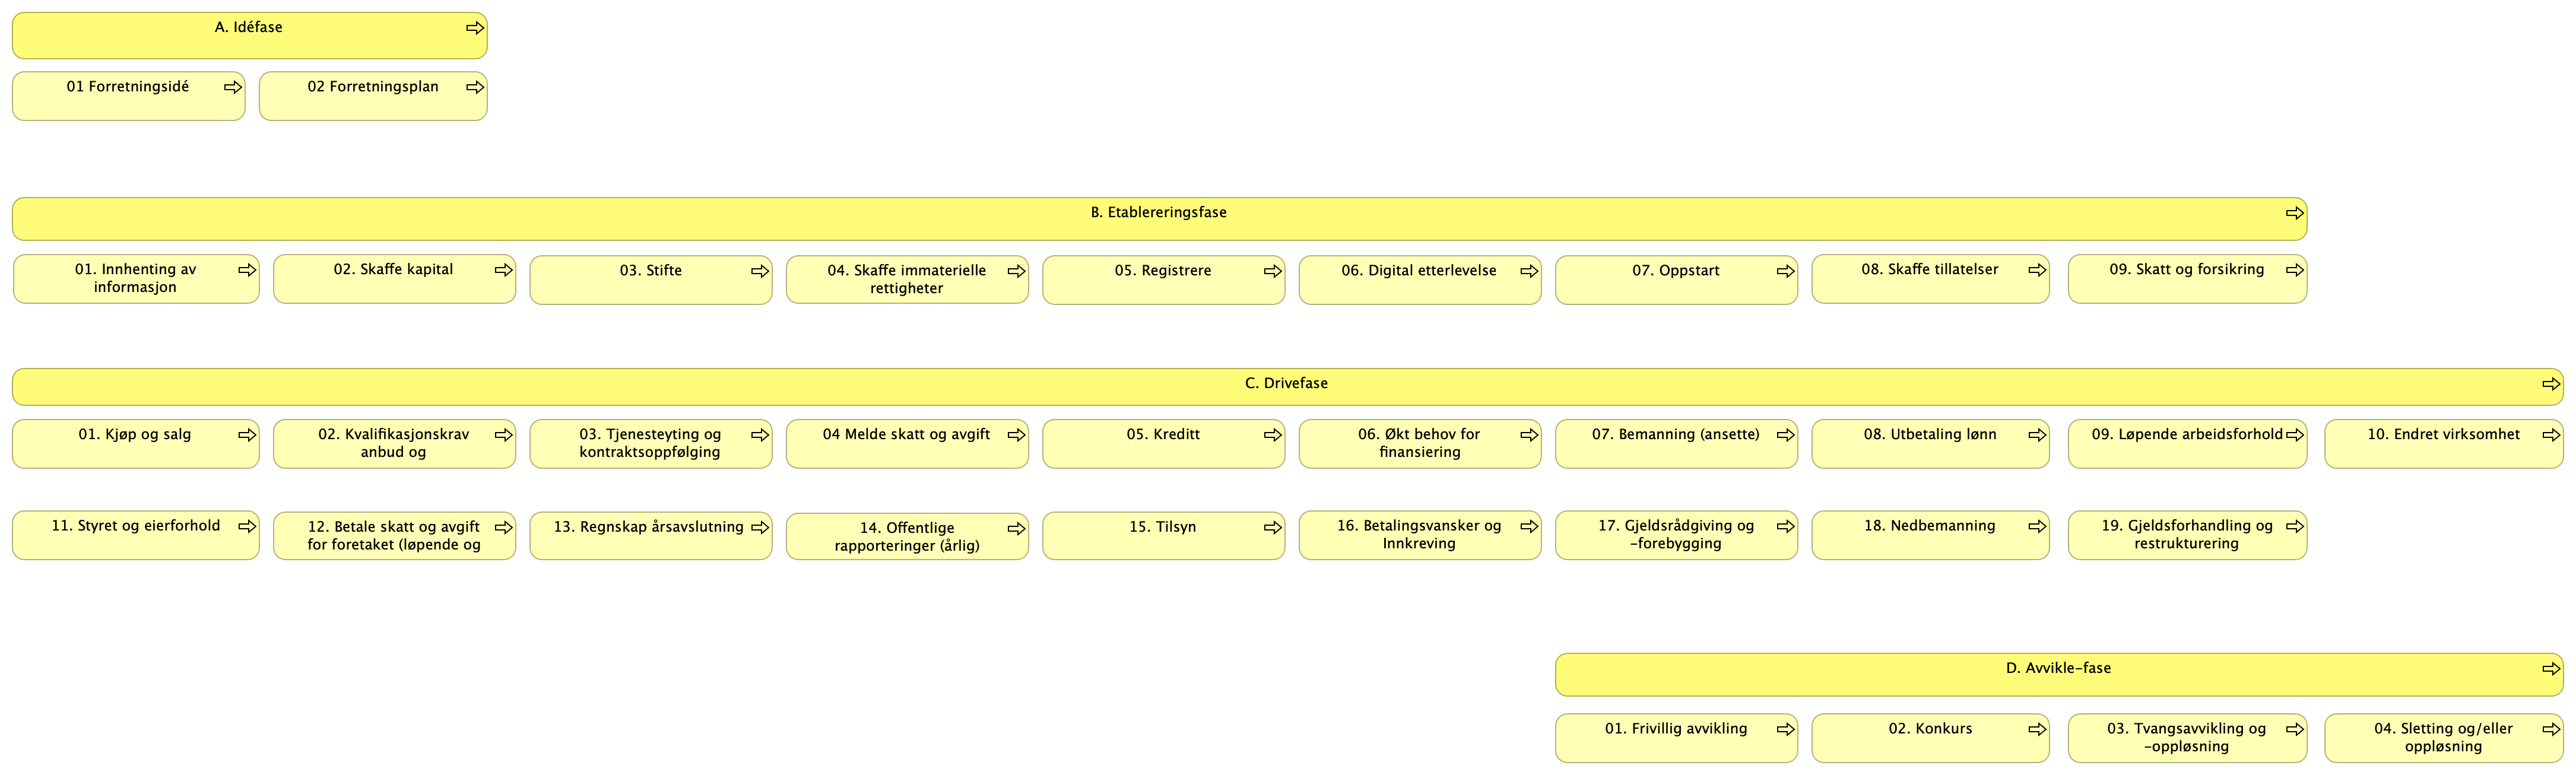 A. Idéfase
01 Forretningsidé
02 Forretningsplan
B. Etablereringsfase
01. Innhenting av
informasjon
02. Skaffe kapital
03. Stifte
04. Skaffe immaterielle
rettigheter
05. Registrere
06. Digital etterlevelse
07. Oppstart
08. Skaffe tillatelser
09. Skatt og forsikring
C. Drivefase
01. Kjøp og salg
02. Kvalifikasjonskrav
anbud og
03. Tjenesteyting og
kontraktsoppfølging
04 Melde skatt og avgift
05. Kreditt
06. Økt behov for
finansiering
07. Bemanning (ansette)
08. Utbetaling lønn
09. Løpende arbeidsforhold
10. Endret virksomhet
11. Styret og eierforhold
12. Betale skatt og avgift
for foretaket (løpende og
13. Regnskap årsavslutning
14. Offentlige
rapporteringer (årlig)
15. Tilsyn
16. Betalingsvansker og
Innkreving
17. Gjeldsrådgiving og
-forebygging
18. Nedbemanning
19. Gjeldsforhandling og
restrukturering
D. Avvikle-fase
01. Frivillig avvikling
02. Konkurs
03. Tvangsavvikling og
-oppløsning
04. Sletting og/eller
oppløsning